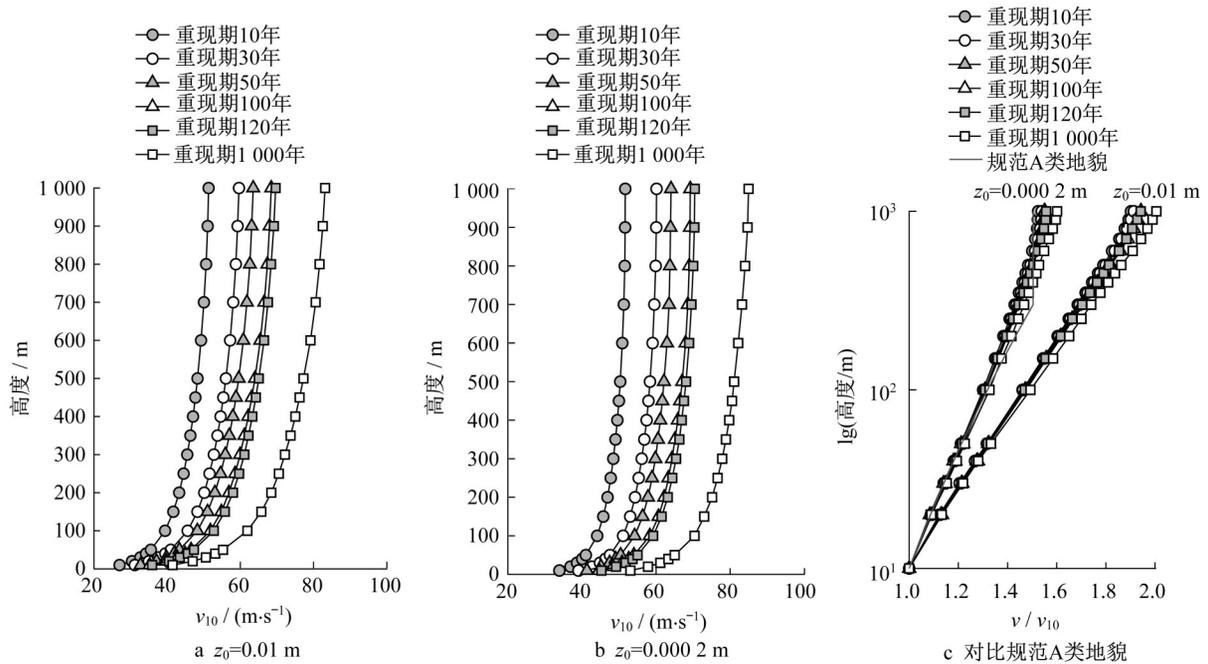 重现期10年
重现期30年
重现期50年
重现期100年
重现期120年
重现期1 000年
1 000
900
800
700
600
500
400
300
200
100
0
高度 / m
20
40
60
80
100
v₁₀ / (m·s⁻¹)
a z₀=0.01 m
重现期10年
重现期30年
重现期50年
重现期100年
重现期120年
重现期1 000年
1 000
900
800
700
600
500
400
300
200
100
0
高度 / m
20
40
60
80
100
v₁₀ / (m·s⁻¹)
b z₀=0.000 2 m
重现期10年
重现期30年
重现期50年
重现期100年
重现期120年
重现期1 000年
规范A类地貌
z₀=0.000 2 m
z₀=0.01 m
10³
10²
10¹
lg(高度/m)
1.0
1.2
1.4
1.6
1.8
2.0
v / v₁₀
c 对比规范A类地貌